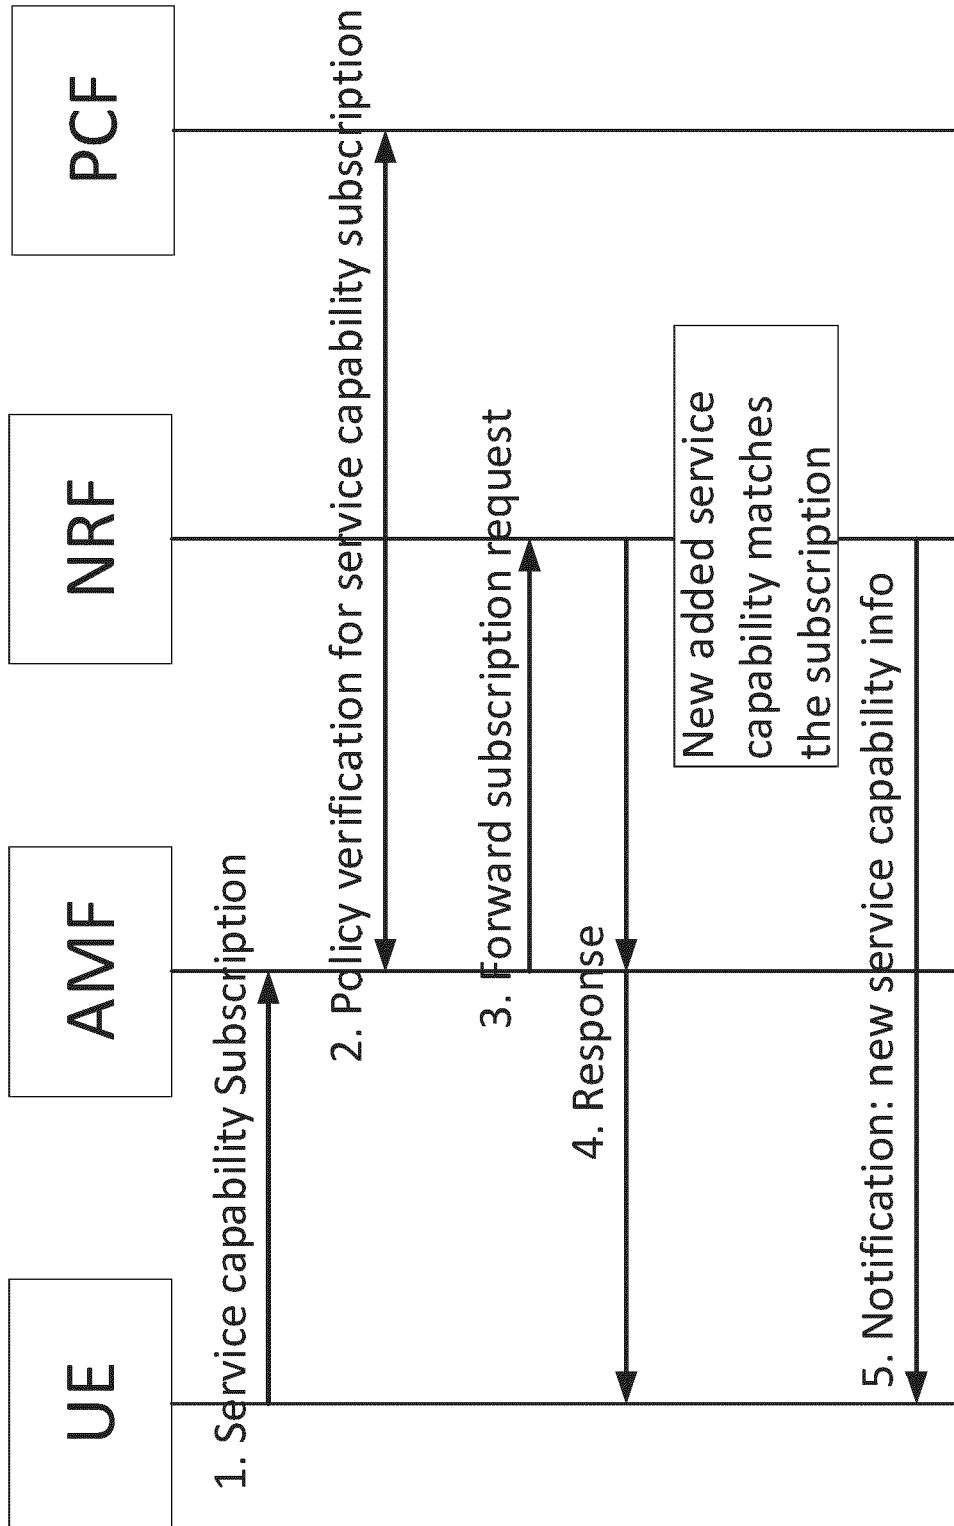 UE
AMF
NRF
PCF
1. Service capability Subscription
2. Policy verification for service capability subscription
3. Forward subscription request
4. Response
New added service
capability matches
the subscription
5. Notification: new service capability info